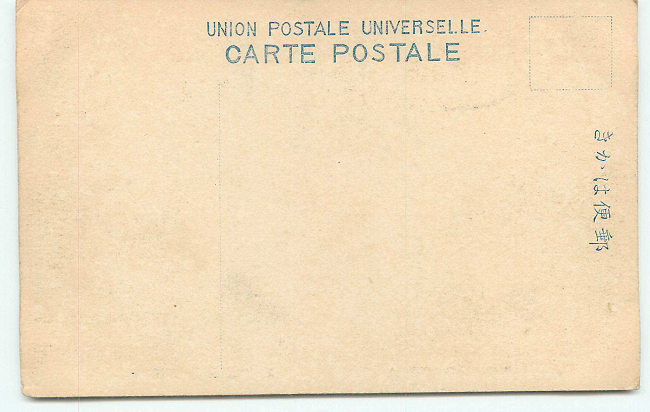 UNION POSTALE UNIVERSELLE.
CARTE POSTALE
郵便はかき